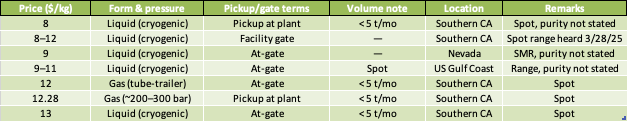 Price ($/kg) Form & pressure Pickup/gate terms Volume note Location Remarks
8 Liquid (cryogenic) Pickup at plant <5 t/mo Southern CA Spot, purity not stated
8–12 Liquid (cryogenic) Facility gate — Southern CA Spot range heard 3/28/25
9 Liquid (cryogenic) At-gate — Nevada SMR, purity not stated
9–11 Liquid (cryogenic) At-gate Spot US Gulf Coast Range, purity not stated
12 Gas (tube-trailer) At-gate <5 t/mo Southern CA Spot
12.28 Gas (~200–300 bar) Pickup at plant <5 t/mo Southern CA Spot
13 Liquid (cryogenic) At-gate <5 t/mo Southern CA Spot